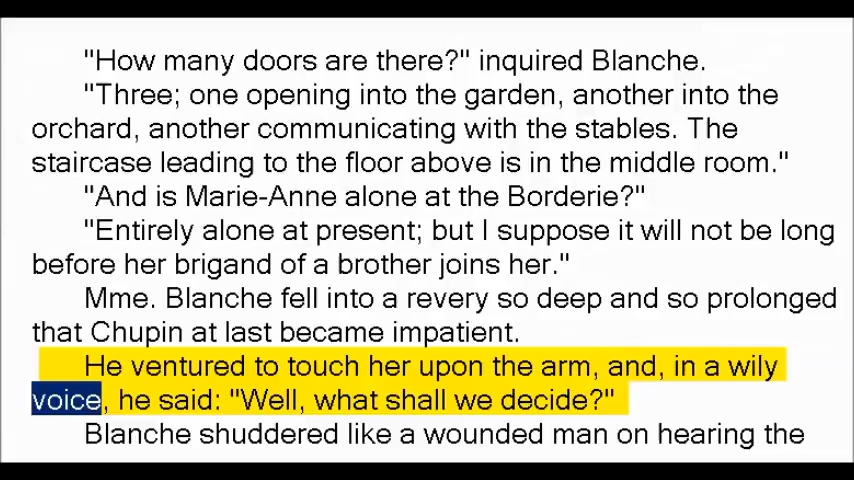 "How many doors are there?" inquired Blanche.
"Three; one opening into the garden, another into the
orchard, another communicating with the stables. The
staircase leading to the floor above is in the middle room."
"And is Marie-Anne alone at the Borderie?"
"Entirely alone at present; but I suppose it will not be long
before her brigand of a brother joins her."
Mme. Blanche fell into a revery so deep and so prolonged
that Chupin at last became impatient.
He ventured to touch her upon the arm, and, in a wily
voice, he said: "Well, what shall we decide?"
Blanche shuddered like a wounded man on hearing the